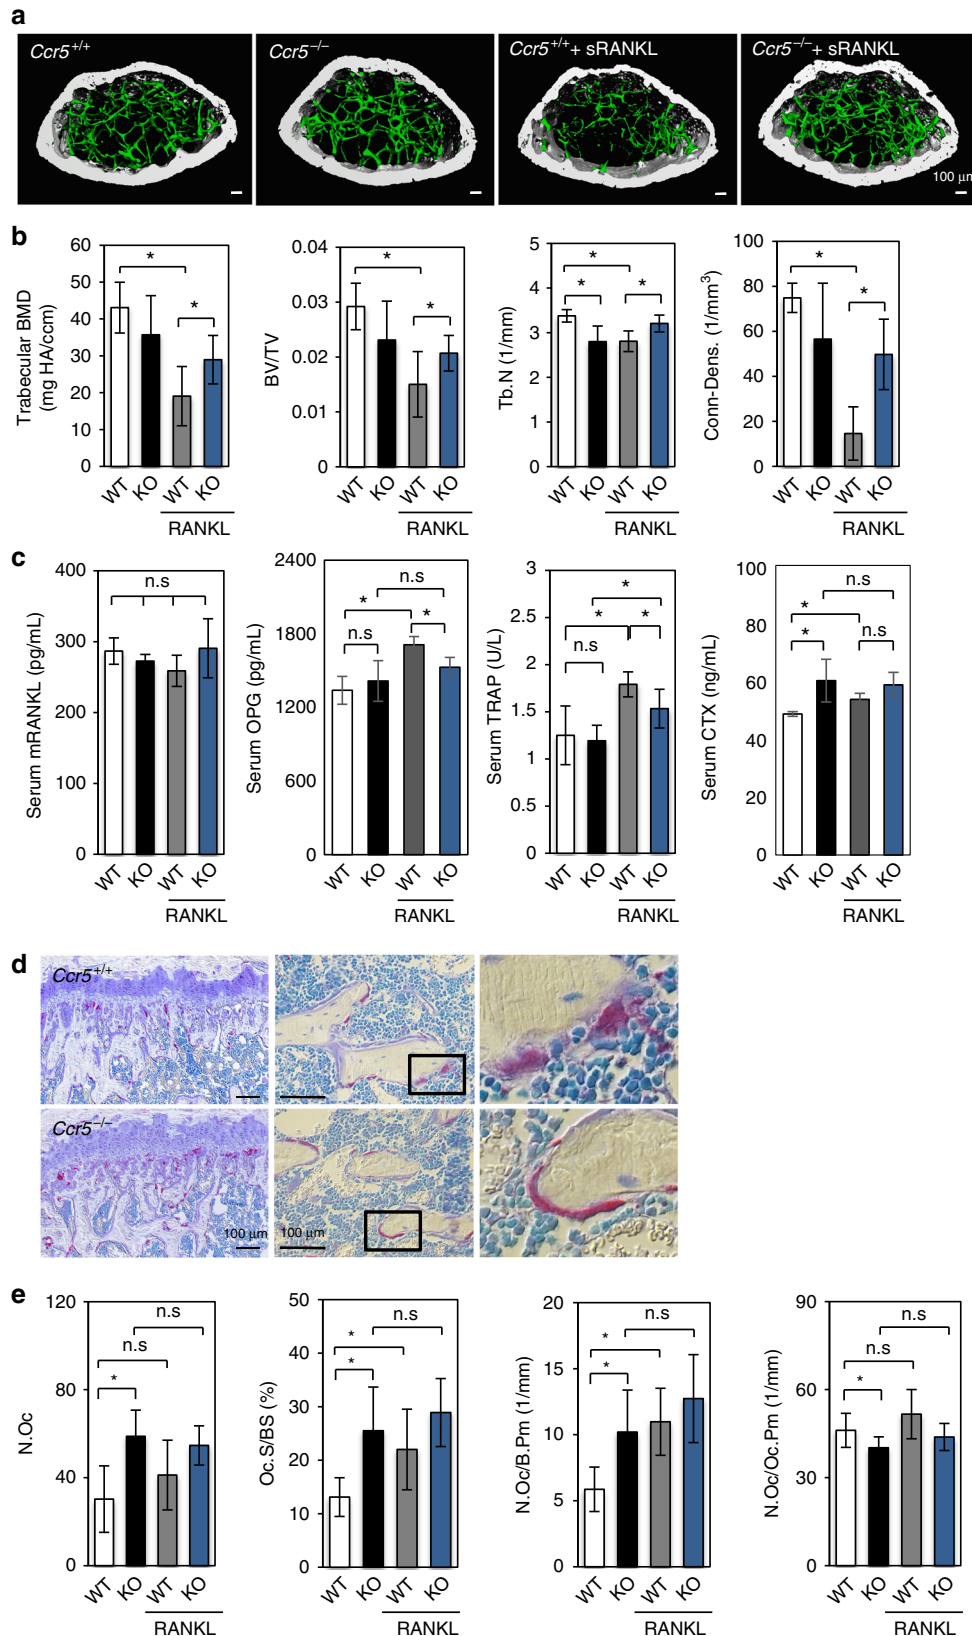 a
Ccr5+/+
Ccr5−/−
Ccr5+/+ + sRANKL
Ccr5−/− + sRANKL
100 μm
b
Trabecular BMD
(mg HA/ccm)
60
50
40
30
20
10
0
*
*
WT
KO
WT
KO
RANKL
BV/TV
0.04
0.03
0.02
0.01
0
*
*
WT
KO
WT
KO
RANKL
Tb.N (1/mm)
5
4
3
2
1
0
*
*
*
WT
KO
WT
KO
RANKL
Conn-Dens. (1/mm³)
100
80
60
40
20
0
*
*
WT
KO
WT
KO
RANKL
c
Serum mRANKL (pg/mL)
400
300
200
100
0
n.s
WT
KO
WT
KO
RANKL
Serum OPG (pg/mL)
2400
1800
1200
600
0
n.s
*
*
n.s
WT
KO
WT
KO
RANKL
Serum TRAP (U/L)
3
2.5
2
1.5
1
0.5
0
*
*
*
n.s
WT
KO
WT
KO
RANKL
Serum CTX (ng/mL)
100
80
60
40
20
0
n.s
*
*
n.s
WT
KO
WT
KO
RANKL
d
Ccr5+/+
Ccr5−/−
100 μm
100 μm
e
N.Oc
120
80
40
0
n.s
n.s
*
WT
KO
WT
KO
RANKL
Oc.S/BS (%)
50
40
30
20
10
0
n.s
*
*
WT
KO
WT
KO
RANKL
N.Oc/B.Pm (1/mm)
20
15
10
5
0
n.s
*
*
WT
KO
WT
KO
RANKL
N.Oc/Oc.Pm (1/mm)
90
60
30
0
n.s
n.s
*
WT
KO
WT
KO
RANKL